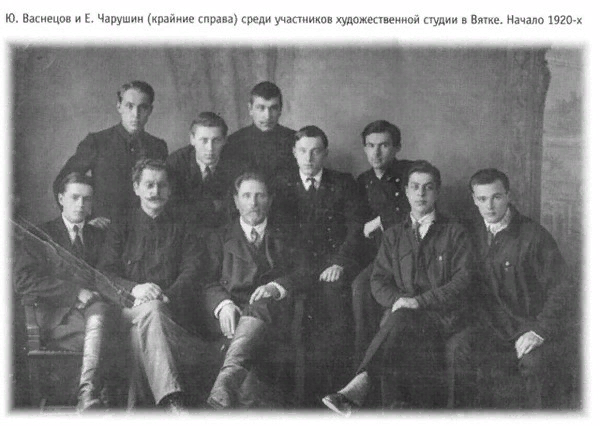 Ю. Васнецов и Е. Чарушин (крайние справа) среди участников художественной студии в Вятке. Начало 1920-х